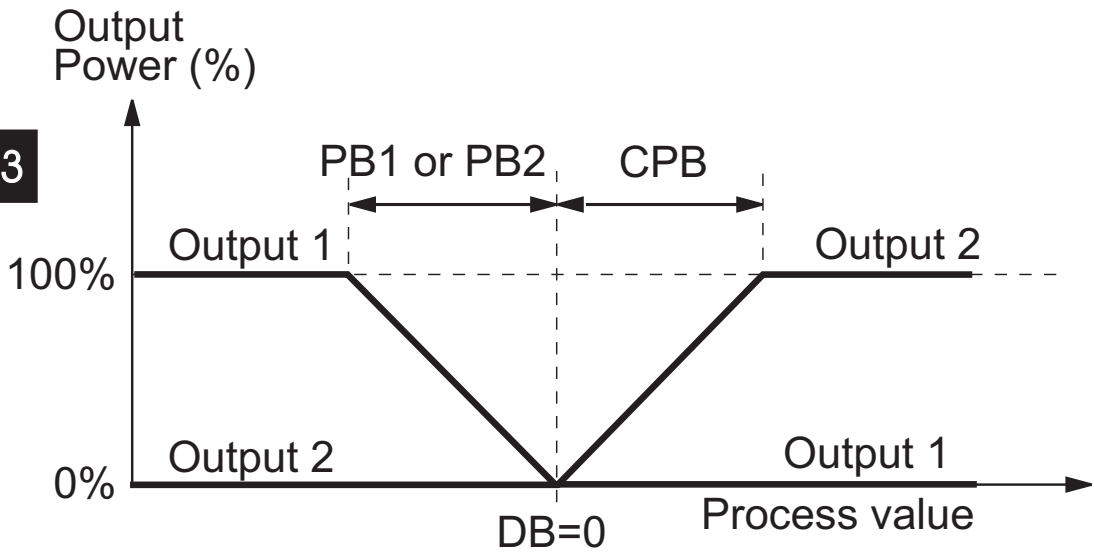 Output
Power (%)
3
PB1 or PB2
CPB
Output 1
Output 2
100%
Output 2
Output 1
0%
Process value
DB=0